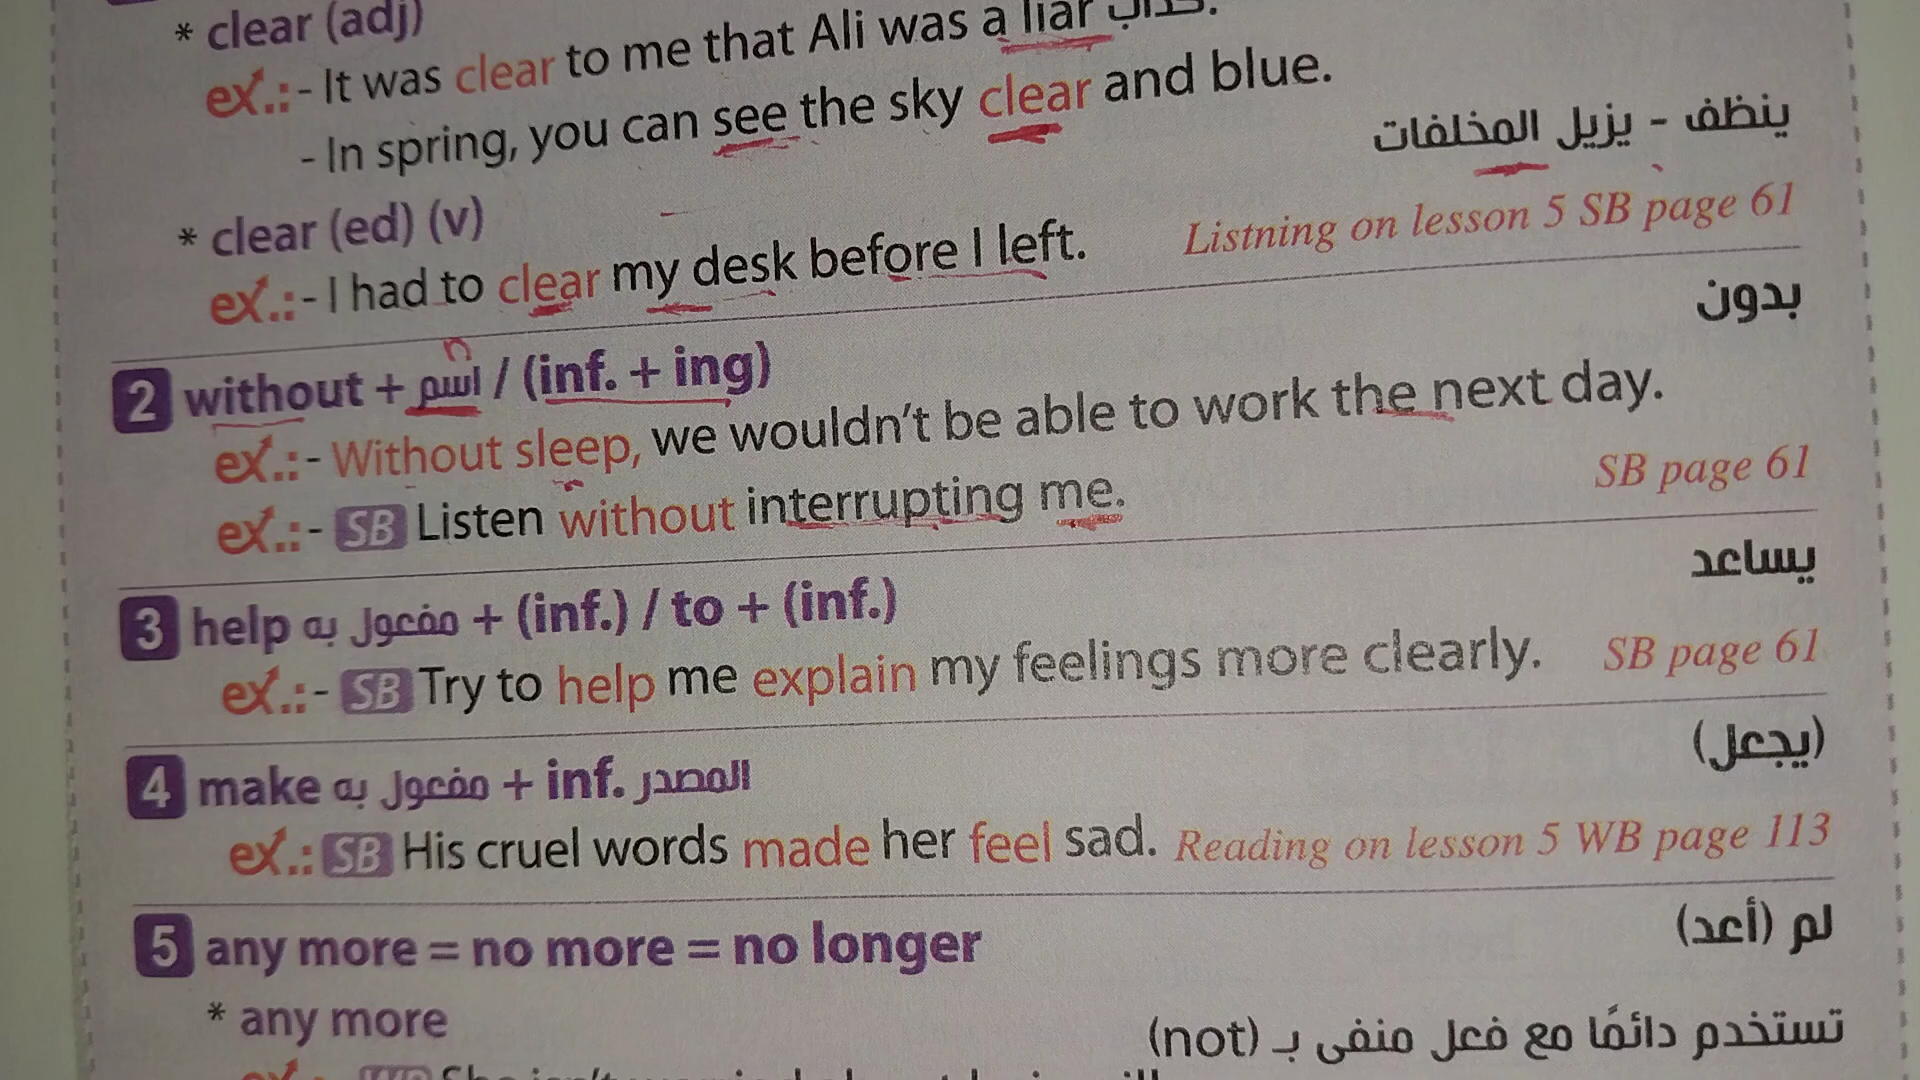 * clear (adj)
ex.:- It was clear to me that Ali was a liar كذاب.
- In spring, you can see the sky clear and blue.
* clear (ed) (v) ينظف - يزيل المخلفات
ex.:- I had to clear my desk before I left. Listning on lesson 5 SB page 61
2 without + اسم / (inf. + ing) بدون
n
ex.:- Without sleep, we wouldn't be able to work the next day.
ex.:- SB Listen without interrupting me. SB page 61
3 help مفعول به + (inf.) / to + (inf.) يساعد
ex.:- SB Try to help me explain my feelings more clearly. SB page 61
4 make مفعول به + inf. المصدر (يجعل)
ex.: SB His cruel words made her feel sad. Reading on lesson 5 WB page 113
5 any more = no more = no longer لم (أعد)
* any more تستخدم دائمًا مع فعل منفى بـ (not)